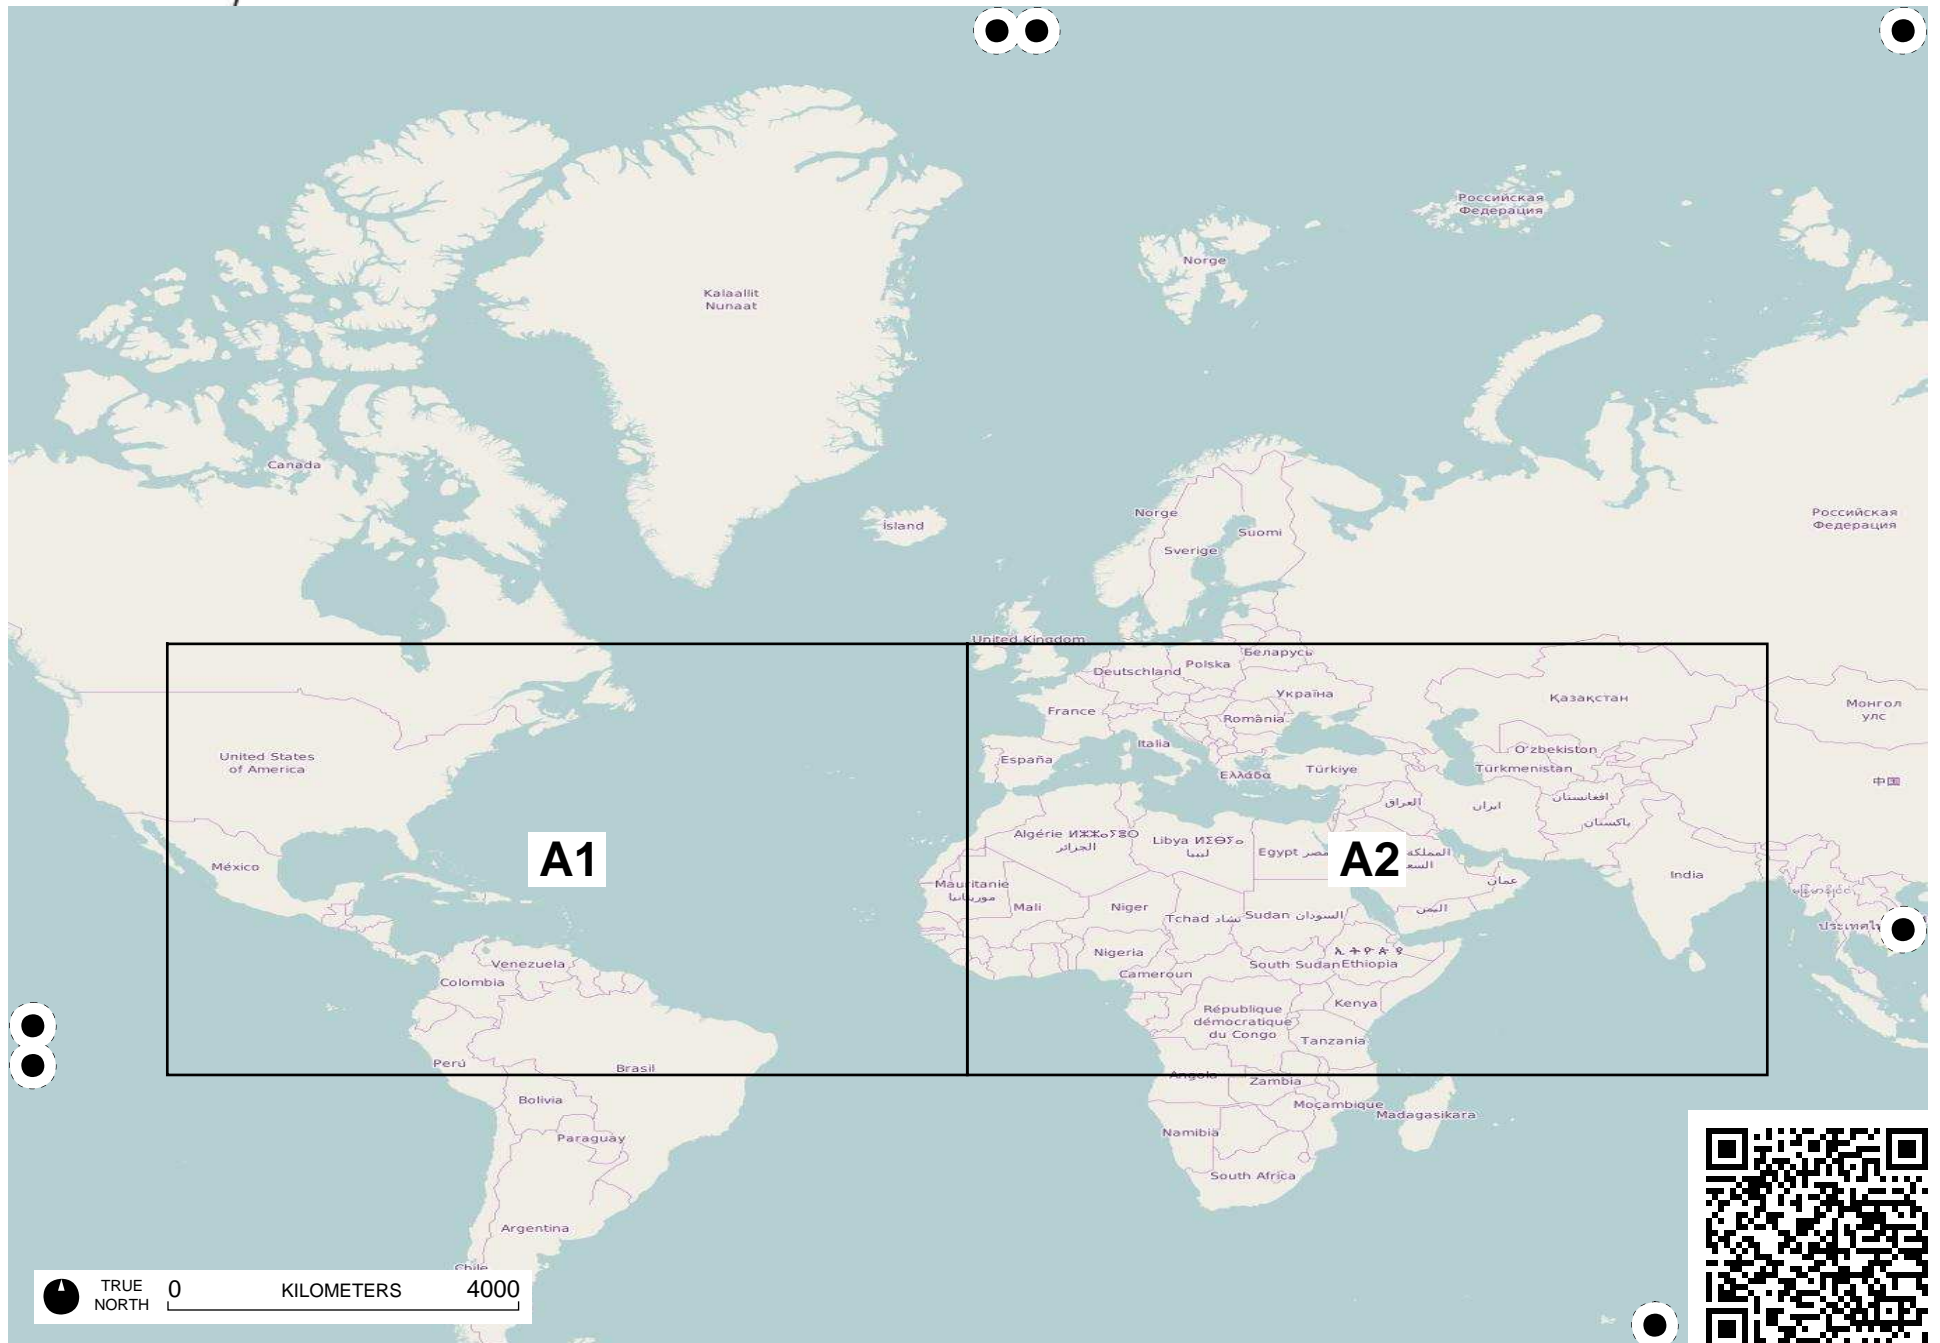 Российская
Федерация
Norge
Kalaallit
Nunaat
Canada
Norge
Ísland
Suomi
Sverige
Российская
Федерация
United Kingdom
Беларусь
Deutschland
Polska
Україна
Қазақстан
Монгол
улс
France
România
Italia
España
O'zbekiston
Türkmenistan
Türkiye
Ελλάδα
United States
of America
中国
العراق
ایران
افغانستان
پاکستان
Algérie ⵍⵣⵣⴰⵢⴻⵔ
الجزائر
Libya ⵍⵉⴱⵢⴰ
ليبيا
Egypt مصر
A1
A2
المملكة
México
India
عمان
Mauritanie
موريتانيا
Mali
Niger
Tchad تشاد
Sudan السودان
اليمن
Nigeria
Cameroun
South Sudan
Ethiopia
Venezuela
Colombia
Kenya
République
démocratique
du Congo
Tanzania
Perú
Brasil
Angola
Zambia
Bolivia
Moçambique
Madagasikara
Paraguay
Namibia
South Africa
Argentina
Chile
TRUE
NORTH
0 KILOMETERS 4000